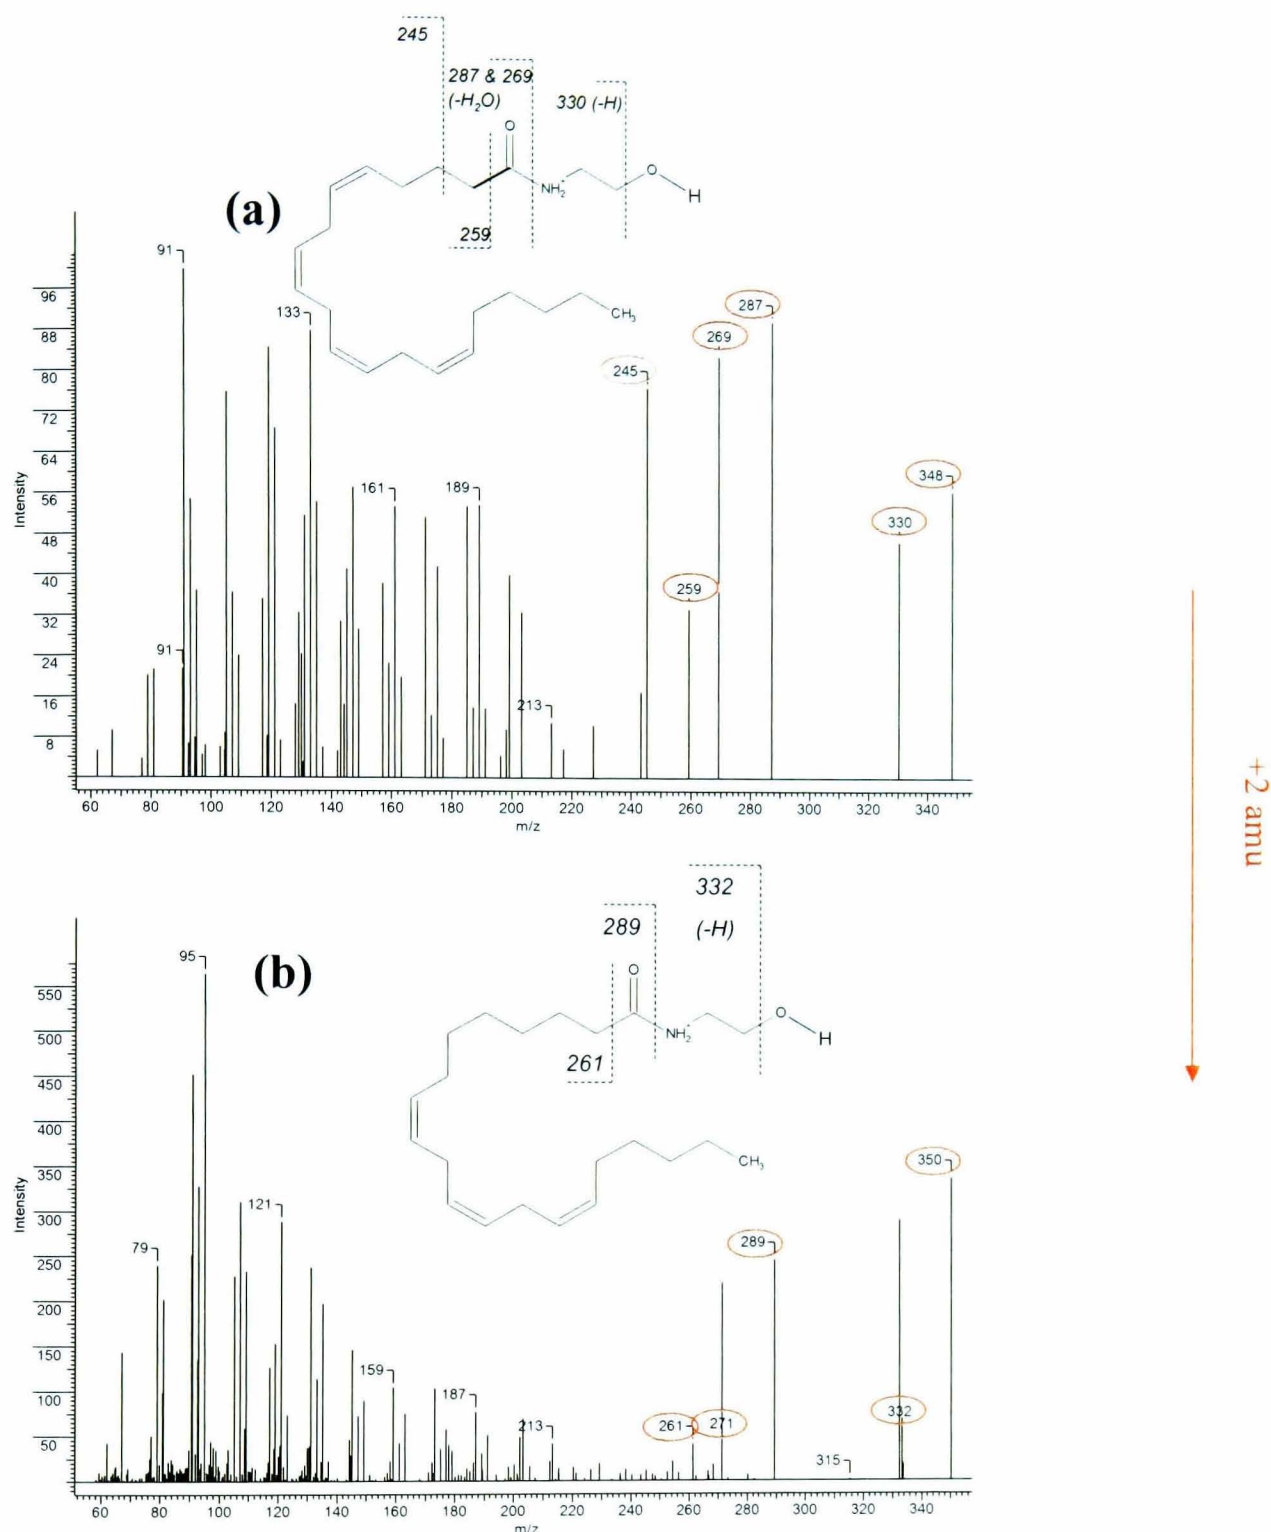 245
287 & 269
(-H₂O)
330 (-H)
O
NH₂⁺
O
H
259
CH₃
(a)
91
133
287
269
245
161
189
348
330
259
91
213
Intensity
96
88
80
72
64
56
48
40
32
24
16
8
60 80 100 120 140 160 180 200 220 240 260 280 300 320 340
m/z
+2 amu
332
(-H)
289
O
NH₂⁺
O
H
261
CH₃
(b)
95
121
79
159
187
213
261
271
289
315
332
350
Intensity
550
500
450
400
350
300
250
200
150
100
50
60 80 100 120 140 160 180 200 220 240 260 280 300 320 340
m/z